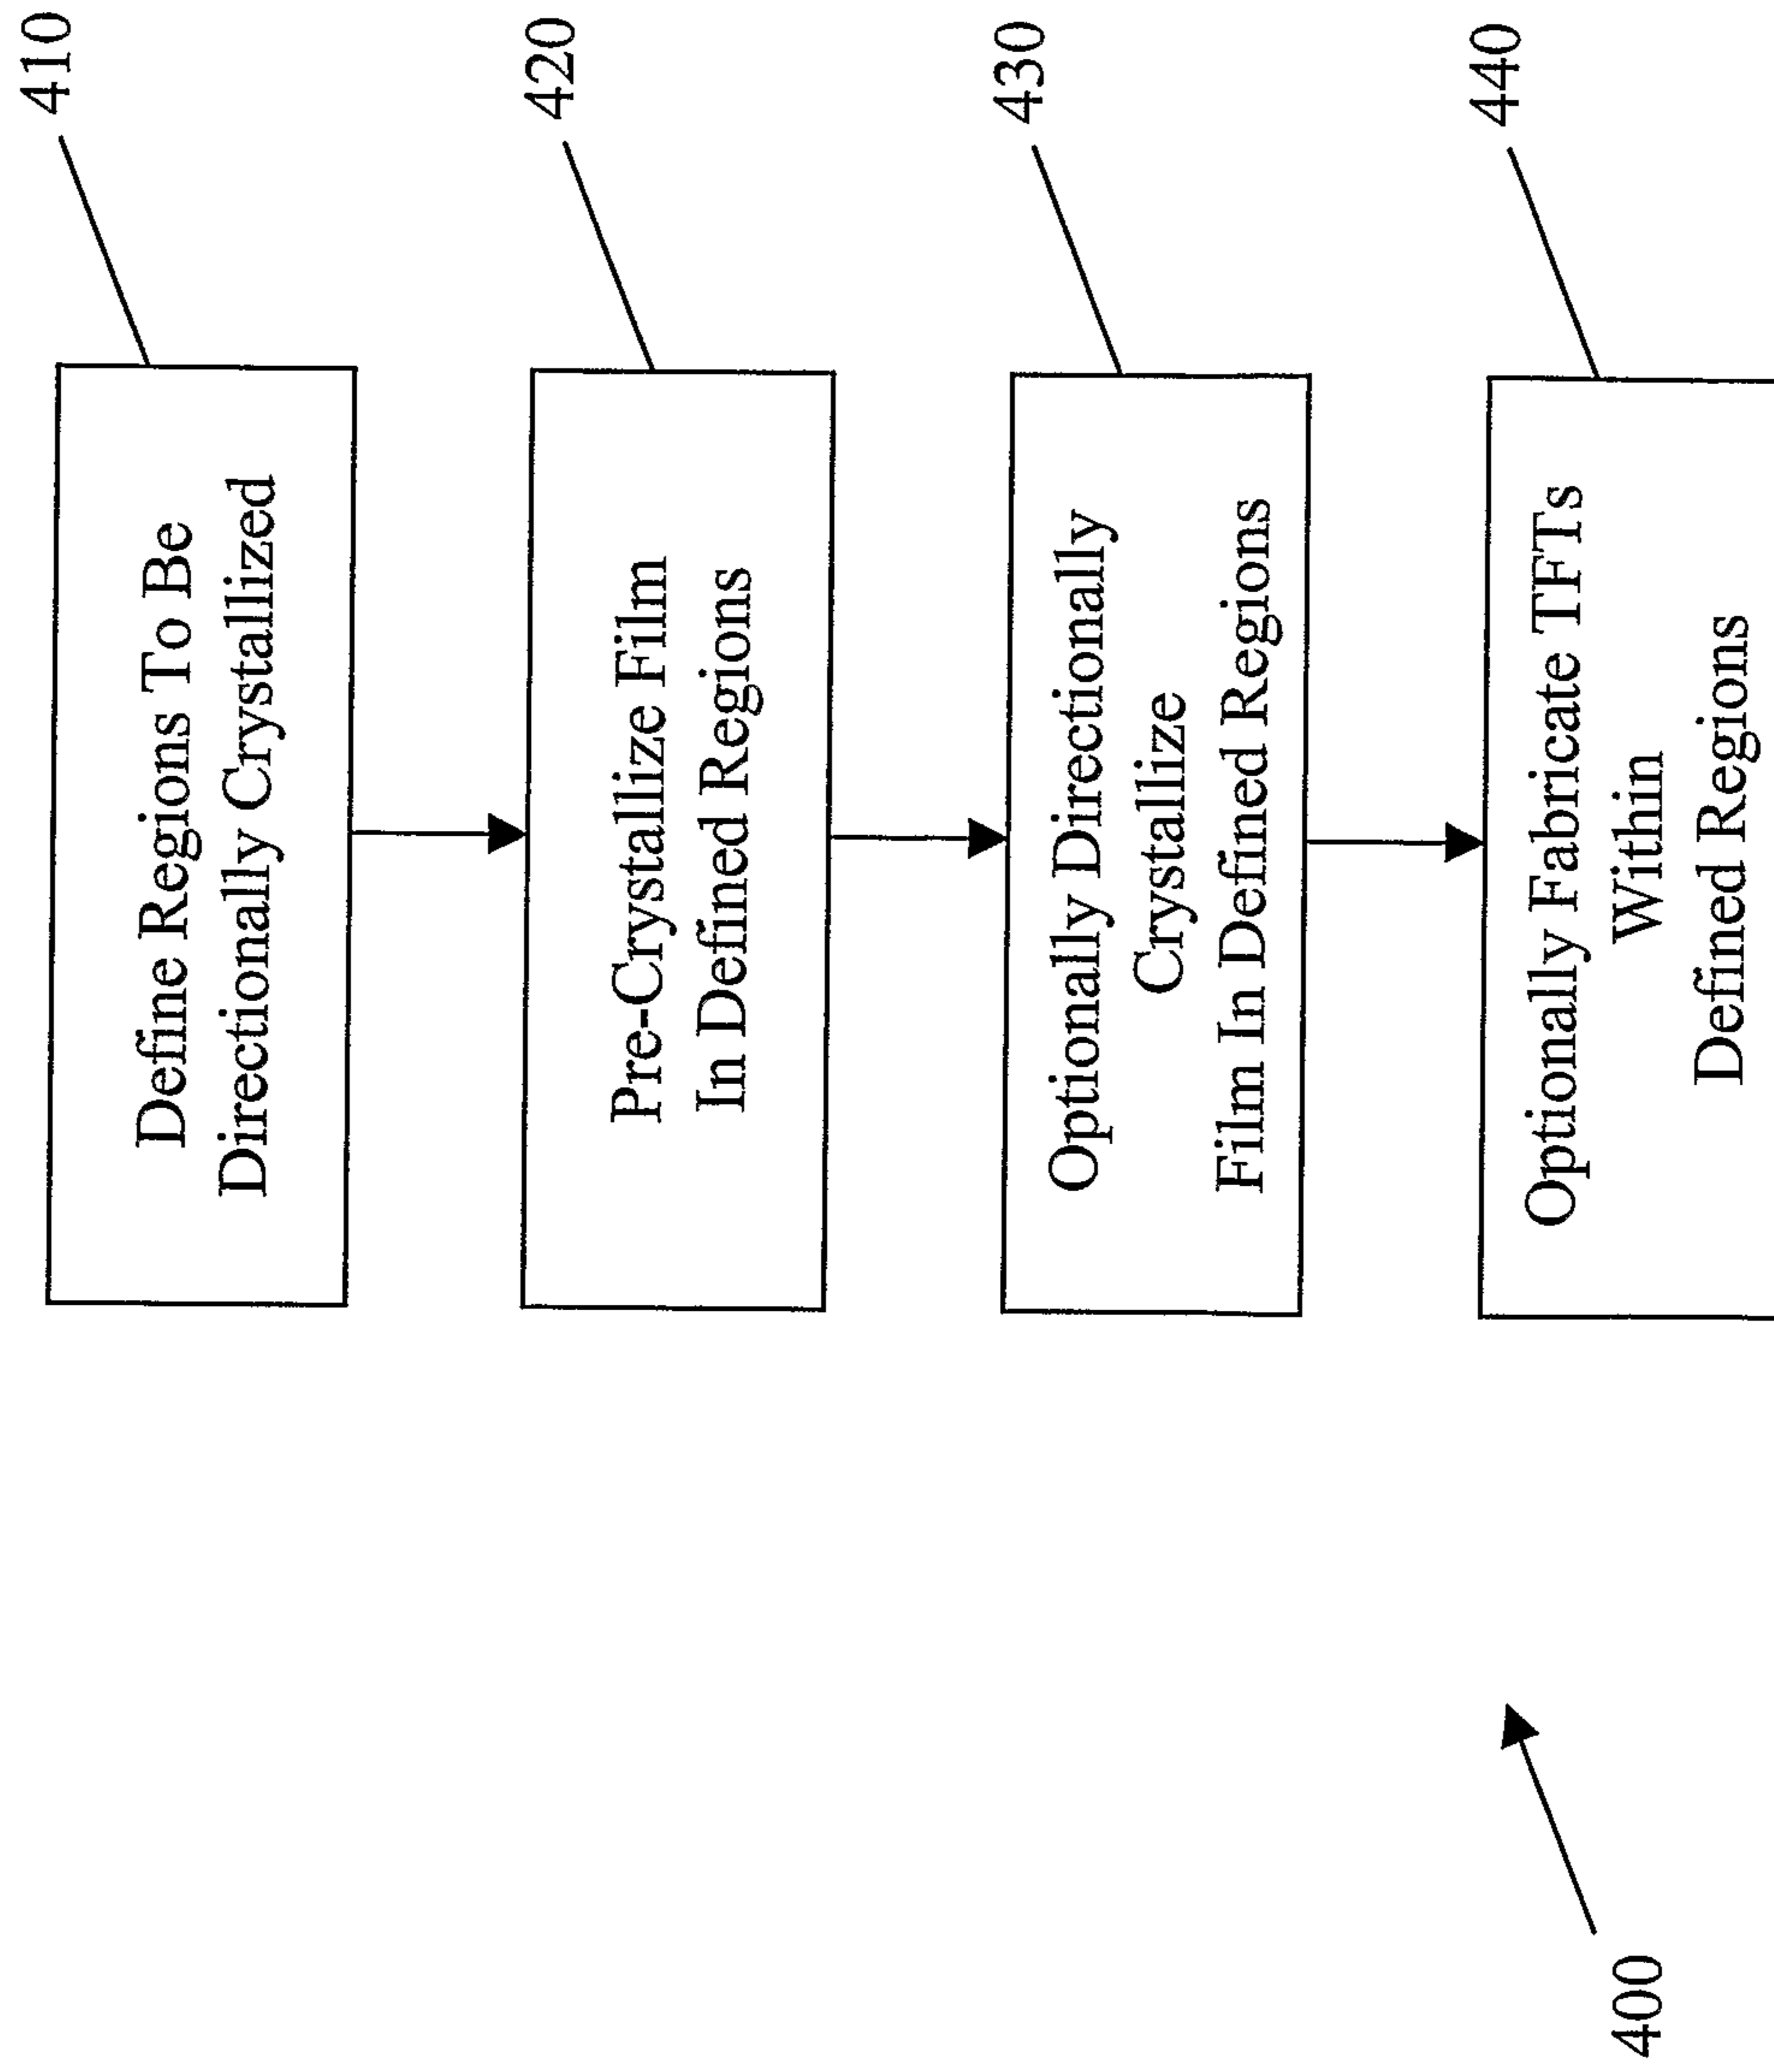 410
Define Regions To Be
Directionally Crystallized
420
Pre-Crystallize Film
In Defined Regions
430
Optionally Directionally
Crystallize
Film In Defined Regions
440
Optionally Fabricate TFTs
Within
Defined Regions
400